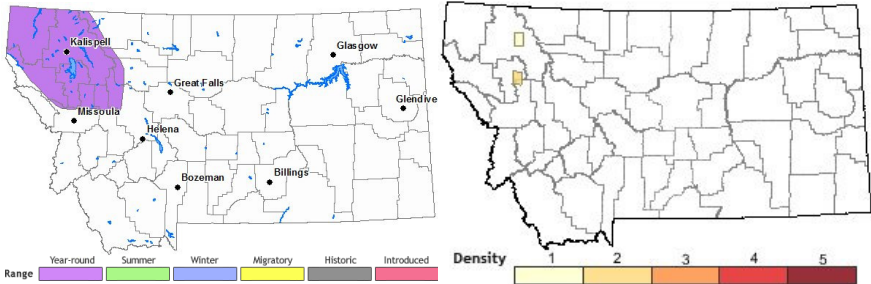 Kalispell
Glasgow
Great Falls
Glendive
Missoula
Helena
Bozeman
Billings
Range Year-round Summer Winter Migratory Historic Introduced
Density 1 2 3 4 5